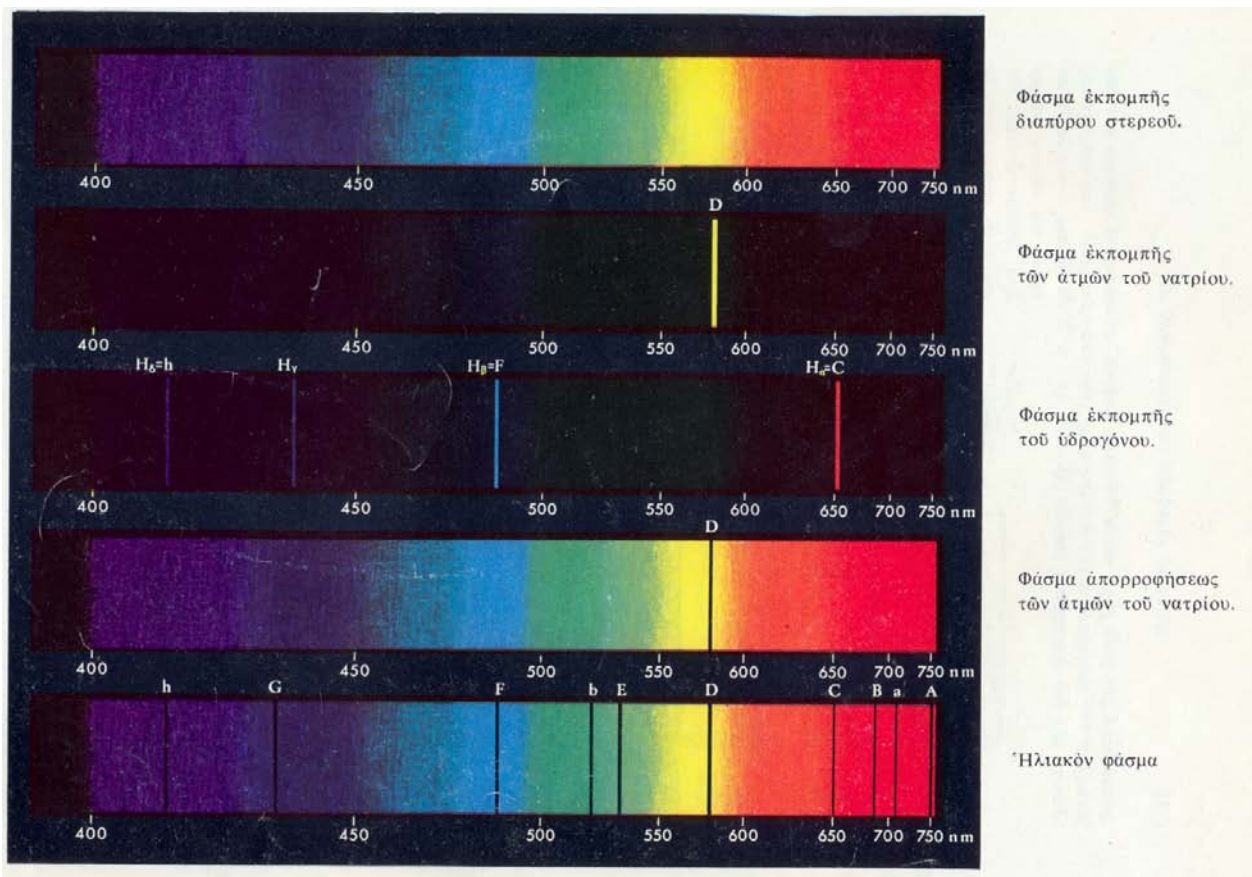 Φάσμα ἐκπομπῆς
διαπύρου στερεοῦ.
400 450 500 550 600 650 700 750 nm
D
Φάσμα ἐκπομπῆς
τῶν ἀτμῶν τοῦ νατρίου.
400 450 500 550 600 650 700 750 nm
Hδ=h Hγ Hβ=F Hα=C
Φάσμα ἐκπομπῆς
τοῦ ὑδρογόνου.
400 450 500 550 600 650 700 750 nm
D
Φάσμα ἀπορροφήσεως
τῶν ἀτμῶν τοῦ νατρίου.
400 450 500 550 600 650 700 750 nm
h G F b E D C B a A
Ἡλιακὸν φάσμα
400 450 500 550 600 650 700 750 nm